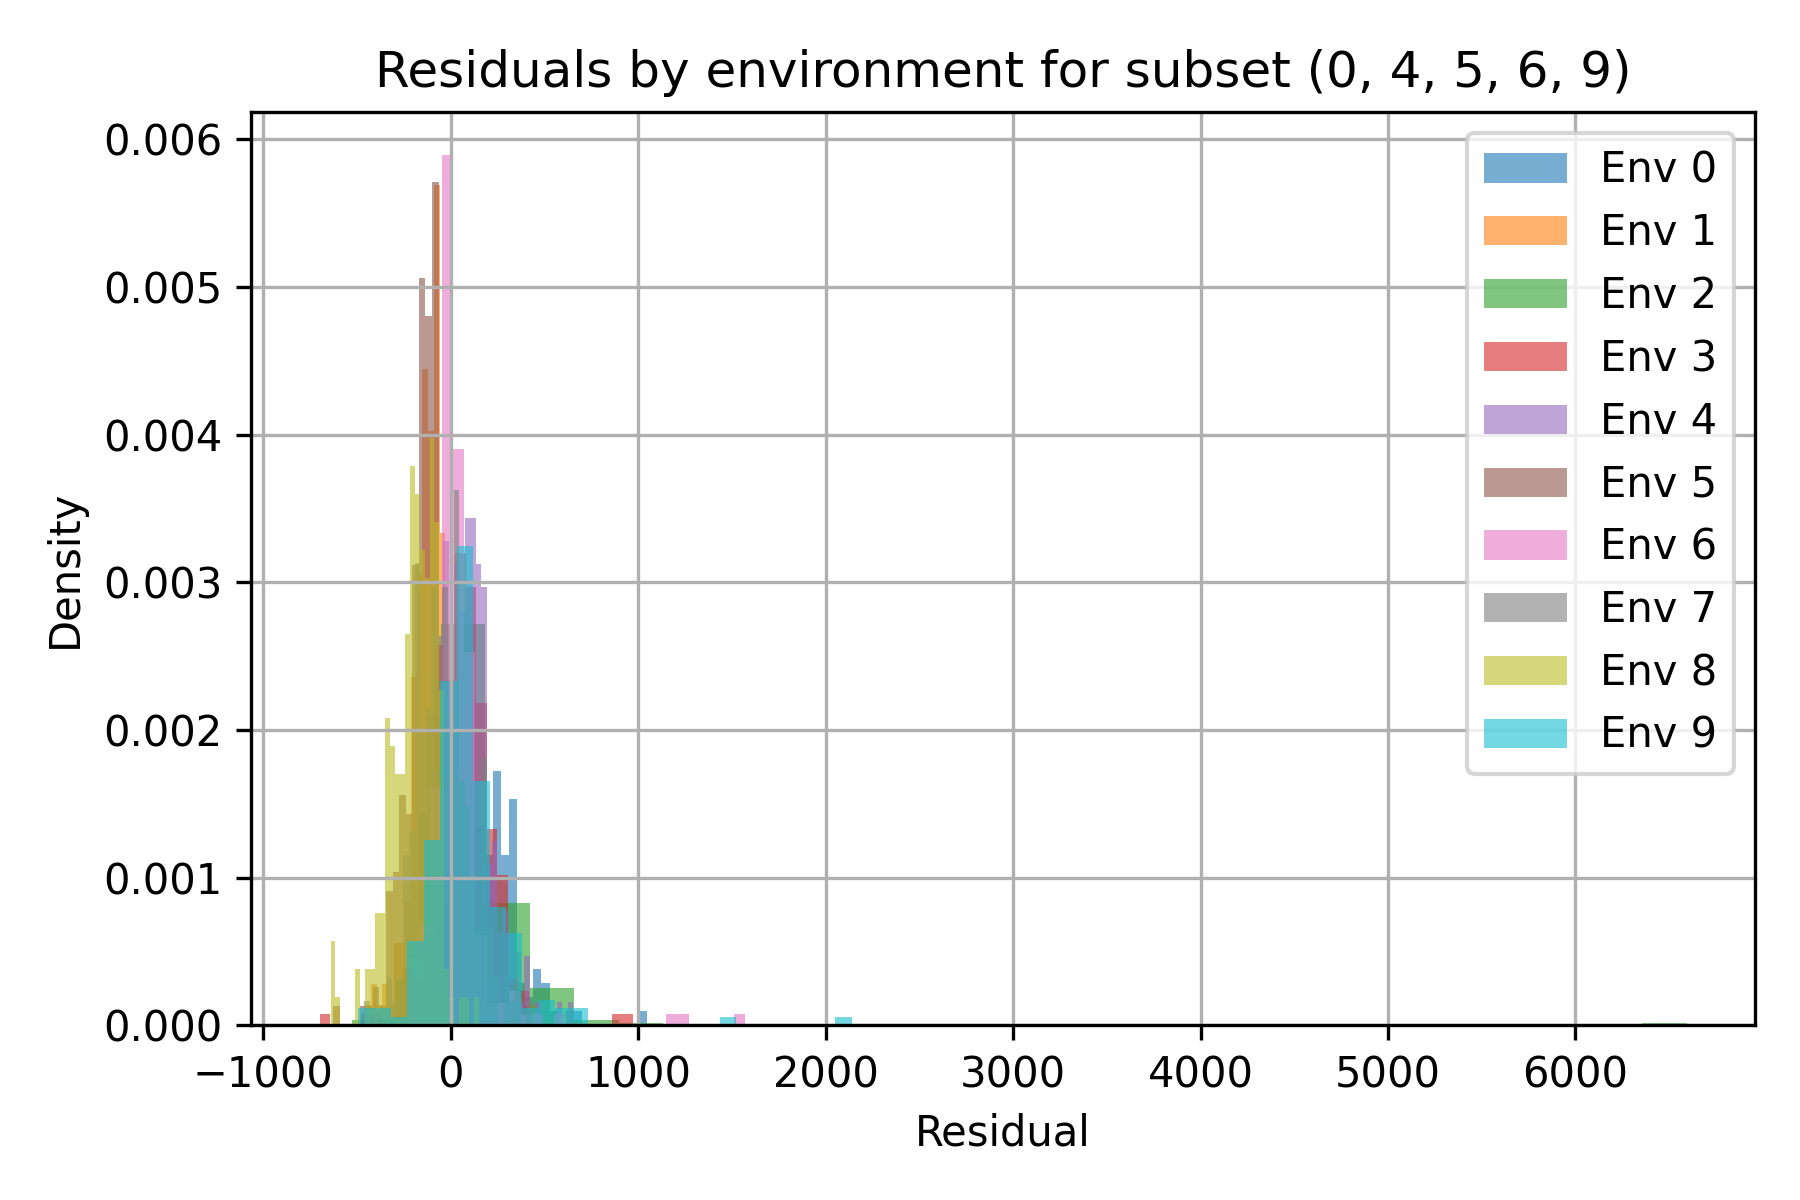 Residuals by environment for subset (0, 4, 5, 6, 9)
0.006
0.005
0.004
0.003
0.002
0.001
0.000
Density
−1000
0
1000
2000
3000
4000
5000
6000
Residual
Env 0
Env 1
Env 2
Env 3
Env 4
Env 5
Env 6
Env 7
Env 8
Env 9